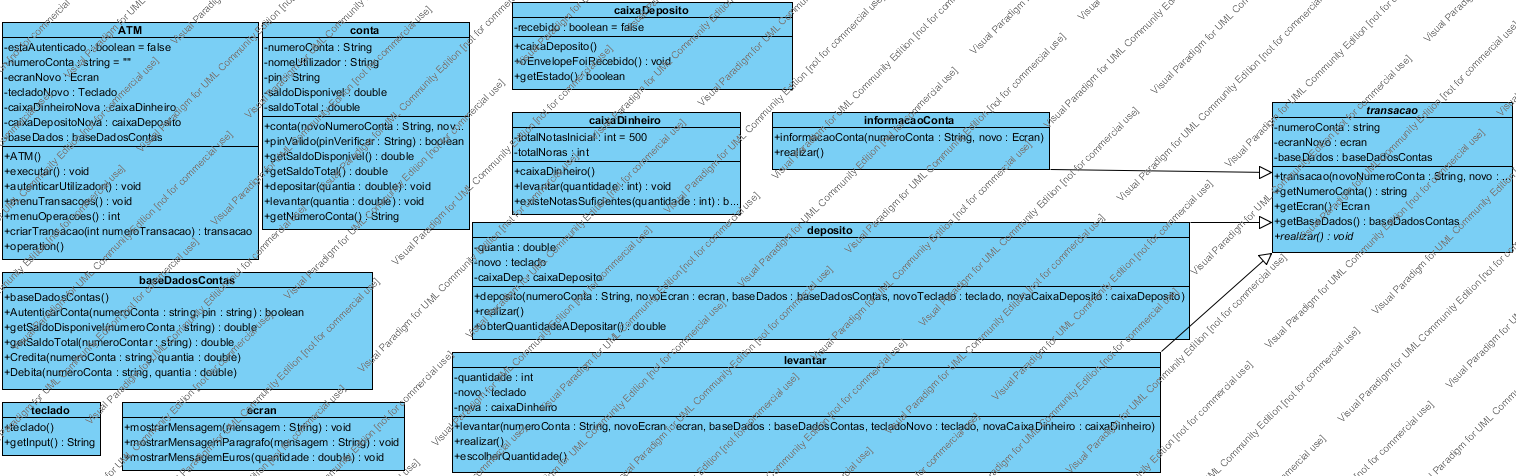 ATM
-estaAutenticado : boolean = false
-numeroConta : string = ""
-ecranNovo : Ecran
-tecladoNovo : Teclado
-caixaDinheiroNova : caixaDinheiro
-caixaDepositoNova : caixaDeposito
-baseDados : baseDadosContas
+ATM()
+executar() : void
+autenticarUtilizador() : void
+menuTransacoes() : void
+menuOperacoes() : int
+criarTransacao(int numeroTransacao) : transacao
+operation()
conta
-numeroConta : String
-nomeUtilizador : String
-pin : String
-saldoDisponivel : double
-saldoTotal : double
+conta(novoNumeroConta : String, nov...
+pinValido(pinVerificar : String) : boolean
+getSaldoDisponivel() : double
+getSaldoTotal() : double
+depositar(quantia : double) : void
+levantar(quantia : double) : void
+getNumeroConta() : String
caixaDeposito
-recebido : boolean = false
+caixaDeposito()
+oEnvelopeFoiRecebido() : void
+getEstado() : boolean
caixaDinheiro
-totalNotasInicial : int = 500
-totalNoras : int
+caixaDinheiro()
+levantar(quantidade : int) : void
+existeNotasSuficientes(quantidade : int) : b...
informacaoConta
+informacaoConta(numeroConta : String, novo : Ecran)
+realizar()
transacao
-numeroConta : string
-ecranNovo : ecran
-baseDados : baseDadosContas
+transacao(novoNumeroConta : String, novo : ...
+getNumeroConta() : string
+getEcran() : Ecran
+getBaseDados() : baseDadosContas
+realizar() : void
deposito
-quantia : double
-novo : teclado
-caixaDep : caixaDeposito
+deposito(numeroConta : String, novoEcran : ecran, baseDados : baseDadosContas, novoTeclado : teclado, novaCaixaDeposito : caixaDeposito)
+realizar()
+obterQuantidadeADepositar() : double
baseDadosContas
+baseDadosContas()
+AutenticarConta(numeroConta : string, pin : string) : boolean
+getSaldoDisponivel(numeroConta : string) : double
+getSaldoTotal(numeroContar : string) : double
+Credita(numeroConta : string, quantia : double)
+Debita(numeroConta : string, quantia : double)
levantar
-quantidade : int
-novo : teclado
-nova : caixaDinheiro
+levantar(numeroConta : String, novoEcran : ecran, baseDados : baseDadosContas, tecladoNovo : teclado, novaCaixaDinheiro : caixaDinheiro)
+realizar()
+escolherQuantidade()
teclado
+teclado()
+getInput() : String
ecran
+mostrarMensagem(mensagem : String) : void
+mostrarMensagemParagrafo(mensagem : String) : void
+mostrarMensagemEuros(quantidade : double) : void
Visual Paradigm for UML Community Edition [not for commercial use]